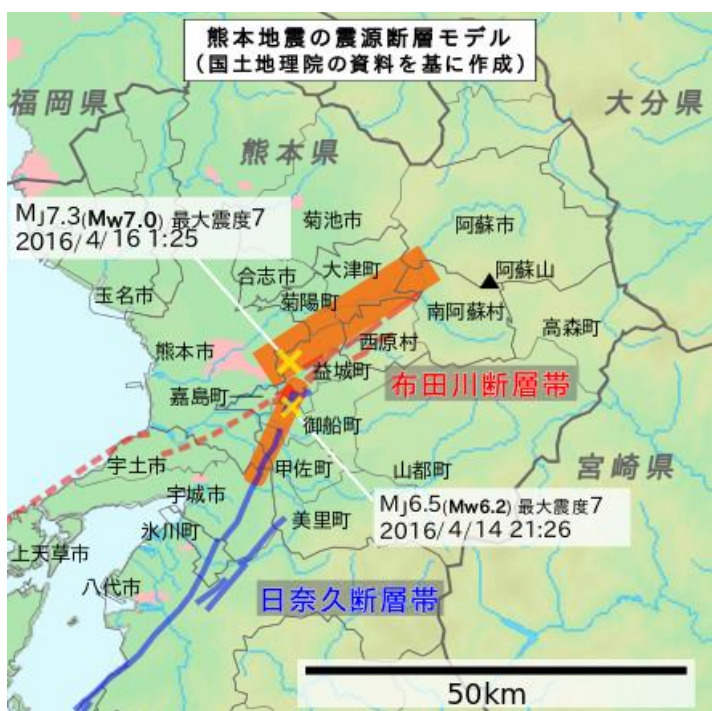 熊本地震の震源断層モデル
（国土地理院の資料を基に作成）
福岡県
大分県
熊本県
MJ7.3(Mw7.0) 最大震度7
2016/4/16 1:25
菊池市
阿蘇市
阿蘇山
合志市
大津町
玉名市
菊陽町
南阿蘇村
高森町
熊本市
西原村
益城町
布田川断層帯
嘉島町
御船町
宇土市
甲佐町
山都町
宮崎県
宇城市
MJ6.5(Mw6.2) 最大震度7
2016/4/14 21:26
美里町
氷川町
上天草市
八代市
日奈久断層帯
50km